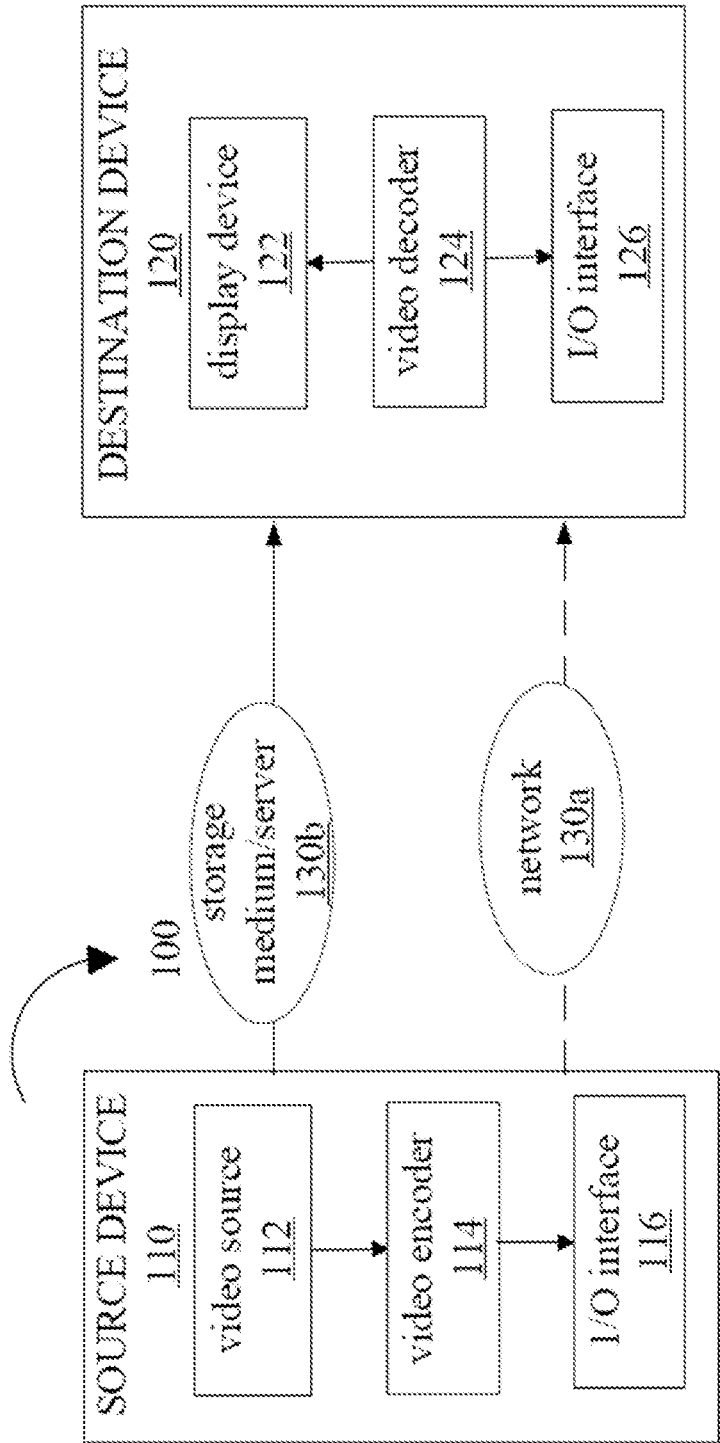 100
SOURCE DEVICE
110
video source
112
video encoder
114
I/O interface
116
storage
medium/server
130b
network
130a
DESTINATION DEVICE
120
display device
122
video decoder
124
I/O interface
126